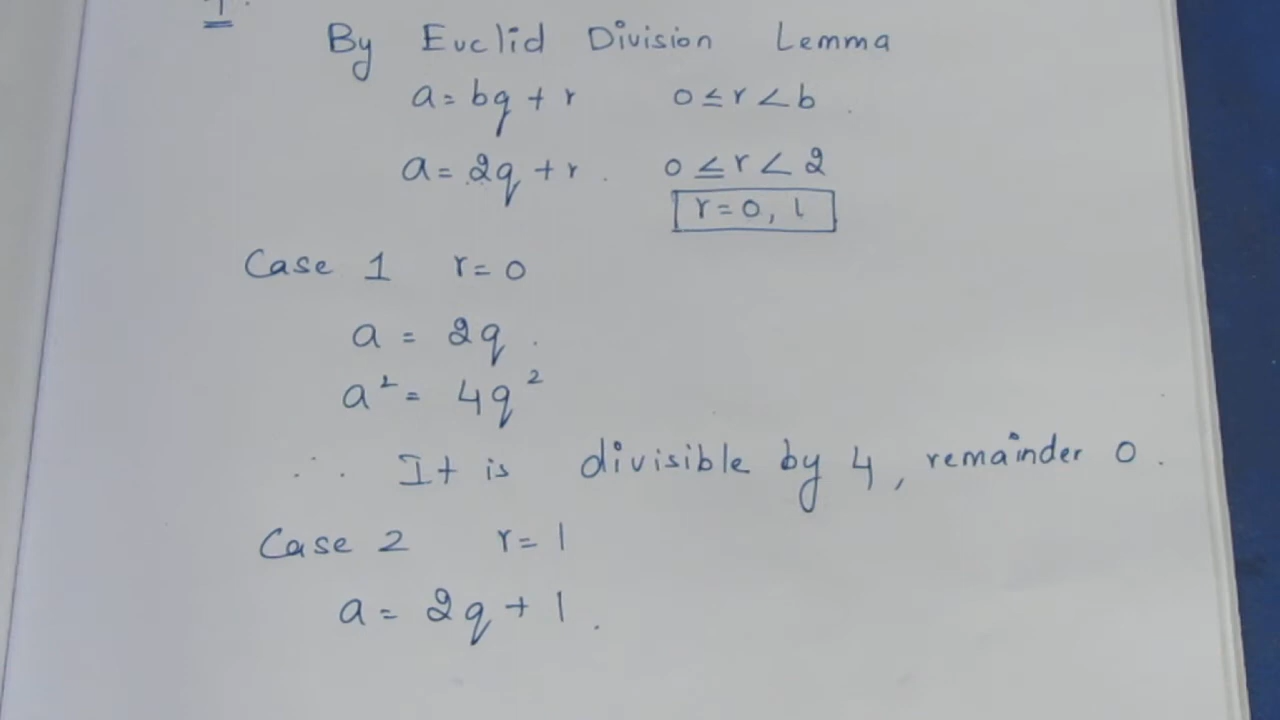 By Euclid Division Lemma
a = bq + r 0 ≤ r < b
a = 2q + r. 0 ≤ r < 2
r = 0, 1
Case 1 r = 0
a = 2q.
a² = 4q²
∴ It is divisible by 4, remainder 0.
Case 2 r = 1
a = 2q + 1.